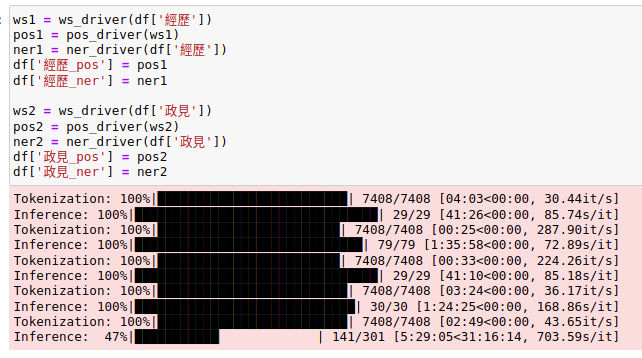 ws1 = ws_driver(df['經歷'])
pos1 = pos_driver(ws1)
ner1 = ner_driver(df['經歷'])
df['經歷_pos'] = pos1
df['經歷_ner'] = ner1
ws2 = ws_driver(df['政見'])
pos2 = pos_driver(ws2)
ner2 = ner_driver(df['政見'])
df['政見_pos'] = pos2
df['政見_ner'] = ner2
Tokenization: 100%| | 7408/7408 [04:03<00:00, 30.44it/s]
Inference: 100%| | 29/29 [41:26<00:00, 85.74s/it]
Tokenization: 100%| | 7408/7408 [00:25<00:00, 287.90it/s]
Inference: 100%| | 79/79 [1:35:58<00:00, 72.89s/it]
Tokenization: 100%| | 7408/7408 [00:33<00:00, 224.26it/s]
Inference: 100%| | 29/29 [41:10<00:00, 85.18s/it]
Tokenization: 100%| | 7408/7408 [03:24<00:00, 36.17it/s]
Inference: 100%| | 30/30 [1:24:25<00:00, 168.86s/it]
Tokenization: 100%| | 7408/7408 [02:49<00:00, 43.65it/s]
Inference: 47%| | 141/301 [5:29:05<31:16:14, 703.59s/it]